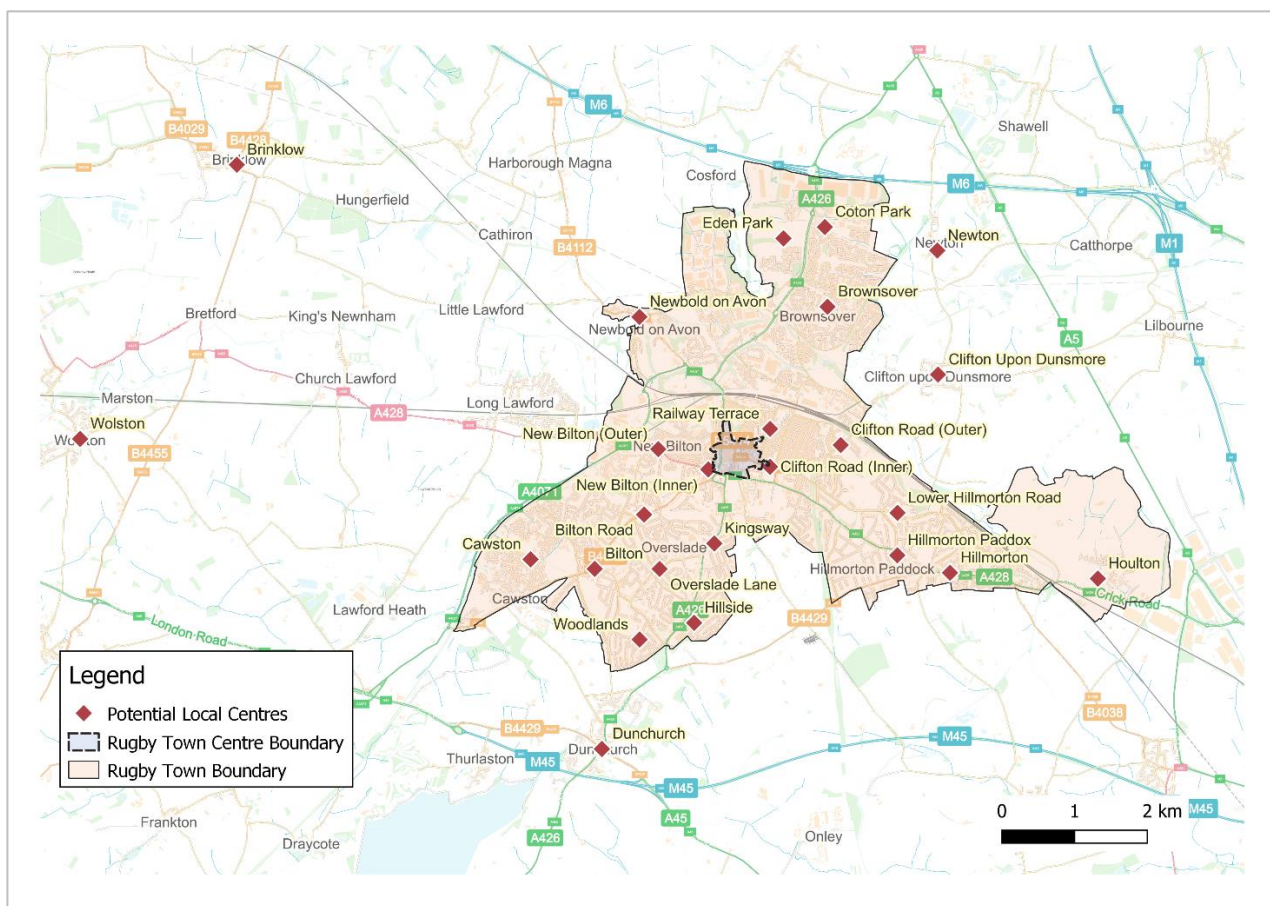 M6
Shawell
B4029
B4428
Brinklow
Brinklow
Harborough Magna
Cosford
M6
Hungerfield
A426
Coton Park
Eden Park
Newton
Newton
Catthorpe
M1
Cathiron
B4112
Newbold on Avon
Brownsover
Brownsover
Bretford
King's Newnham
Little Lawford
Newbold on Avon
Lilbourne
A5
Clifton Upon Dunsmore
Clifton upon Dunsmore
Church Lawford
Marston
Long Lawford
A428
Railway Terrace
Wolston
New Bilton (Outer)
New Bilton
Clifton Road (Outer)
B4455
Clifton Road (Inner)
New Bilton (Inner)
A4071
Lower Hillmorton Road
Bilton Road
Kingsway
Cawston
Bilton
Overslade
Hillmorton Paddox
Hillmorton Paddock
Hillmorton
A428
Houlton
Crick Road
Overslade Lane
Cawston
Lawford Heath
A426
Hillside
B4429
London Road
Woodlands
Legend
Potential Local Centres
Rugby Town Centre Boundary
Rugby Town Boundary
B4429
Dunchurch
Dunchurch
Thurlaston
M45
M45
B4038
M45
M45
A45
Frankton
Draycote
A426
Onley
0 1 2 km